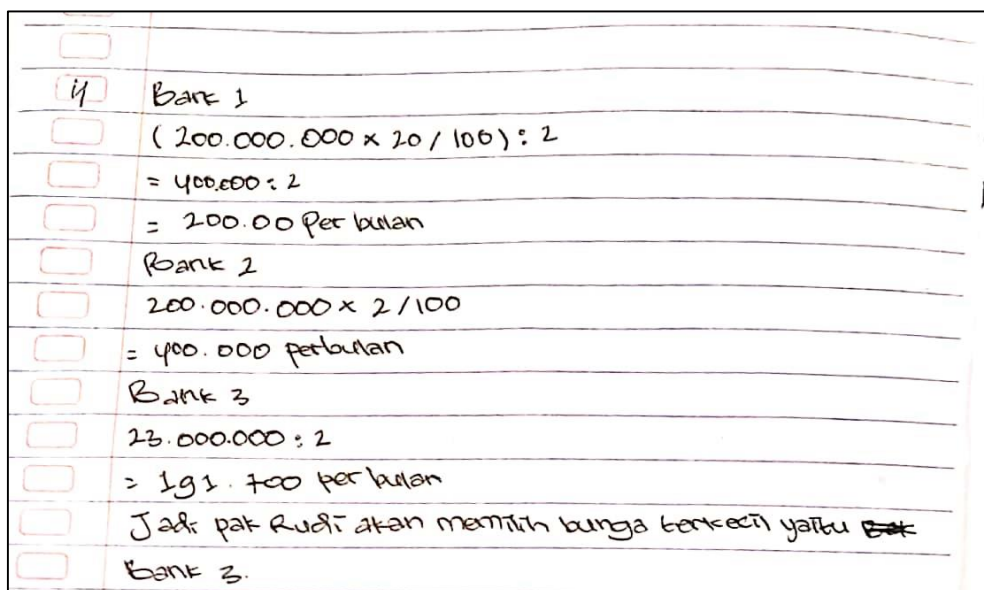 4
Bank 1
(200.000.000 x 20 / 100) : 2
= 400.000 : 2
= 200.00 Per bulan
Bank 2
200.000.000 x 2 / 100
= 400.000 perbulan
Bank 3
23.000.000 : 2
= 191.700 per bulan
Jadi pak Rudi akan memilih bunga terkecil yaitu
Bank 3.